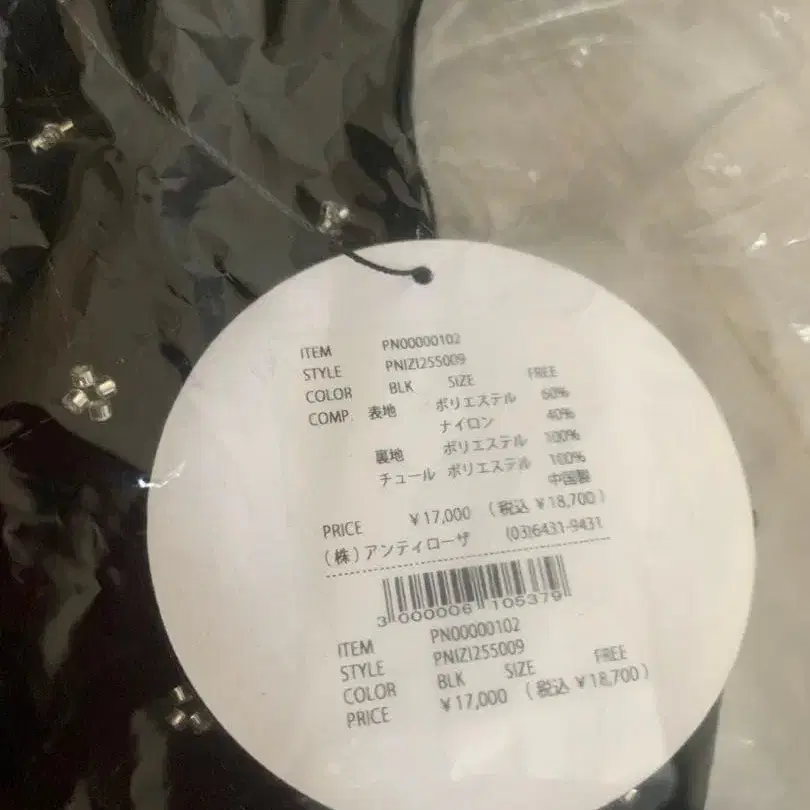 ITEM PN00000102
STYLE PNIZI255009
COLOR BLK SIZE FREE
COMP. 表地 ポリエステル 60%
ナイロン 40%
裏地 ポリエステル 100%
チュール ポリエステル 100%
中国製
PRICE ¥17,000 (税込 ¥18,700)
(株)アンティローザ (03)6431-9431
3 000006 105379
ITEM PN00000102
STYLE PNIZI255009
COLOR BLK SIZE FREE
PRICE ¥17,000 (税込 ¥18,700)